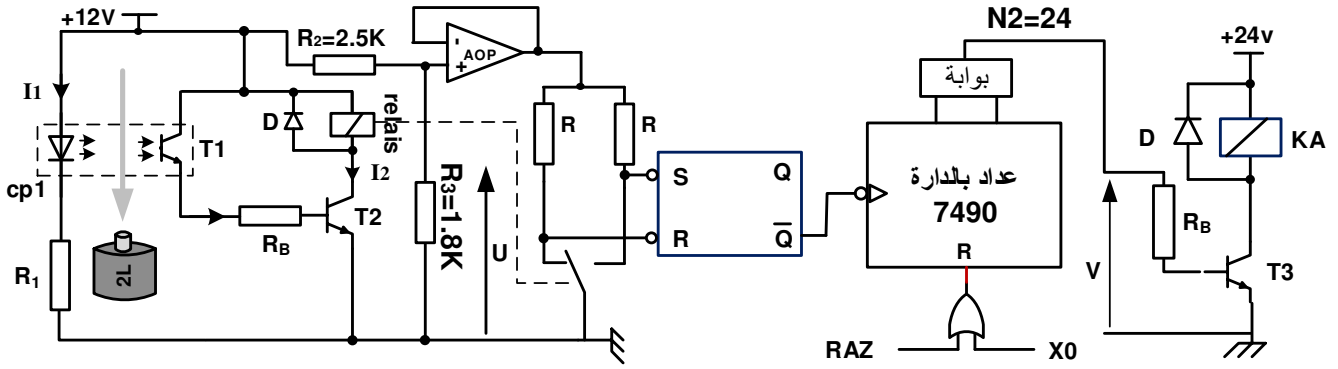 +12V
R2=2.5K
AOP
-
+
N2=24
+24v
بوابة
I1
D
relais
R
R
T1
D
KA
cp1
I2
S
Q
عداد بالدارة
7490
R3=1.8K
T2
RB
U
R
Q
R
V
RB
T3
R1
2L
RAZ
X0